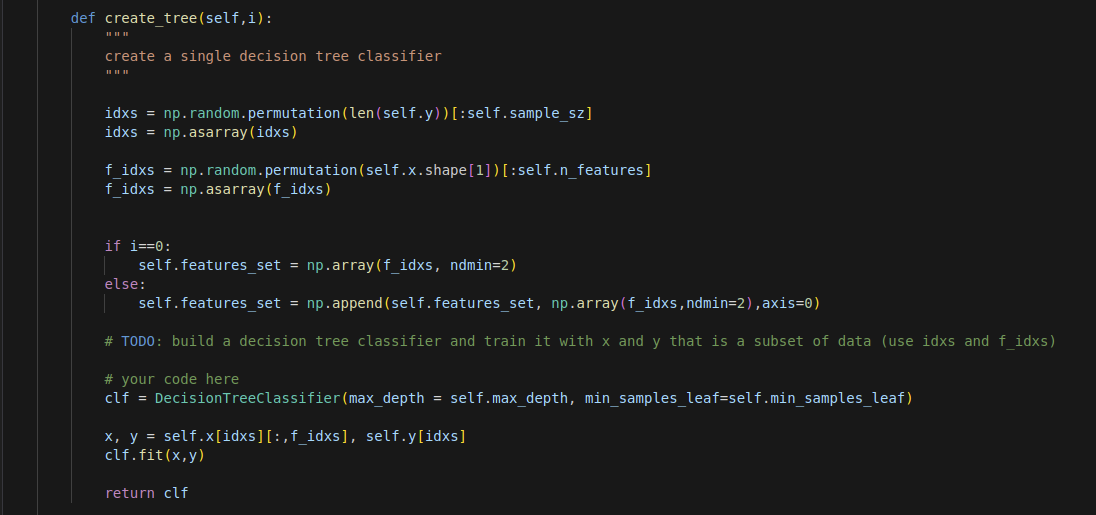 def create_tree(self,i):
"""
create a single decision tree classifier
"""
idxs = np.random.permutation(len(self.y))[:self.sample_sz]
idxs = np.asarray(idxs)
f_idxs = np.random.permutation(self.x.shape[1])[:self.n_features]
f_idxs = np.asarray(f_idxs)
if i==0:
self.features_set = np.array(f_idxs, ndmin=2)
else:
self.features_set = np.append(self.features_set, np.array(f_idxs,ndmin=2),axis=0)
# TODO: build a decision tree classifier and train it with x and y that is a subset of data (use idxs and f_idxs)
# your code here
clf = DecisionTreeClassifier(max_depth = self.max_depth, min_samples_leaf=self.min_samples_leaf)
x, y = self.x[idxs][:,f_idxs], self.y[idxs]
clf.fit(x,y)
return clf